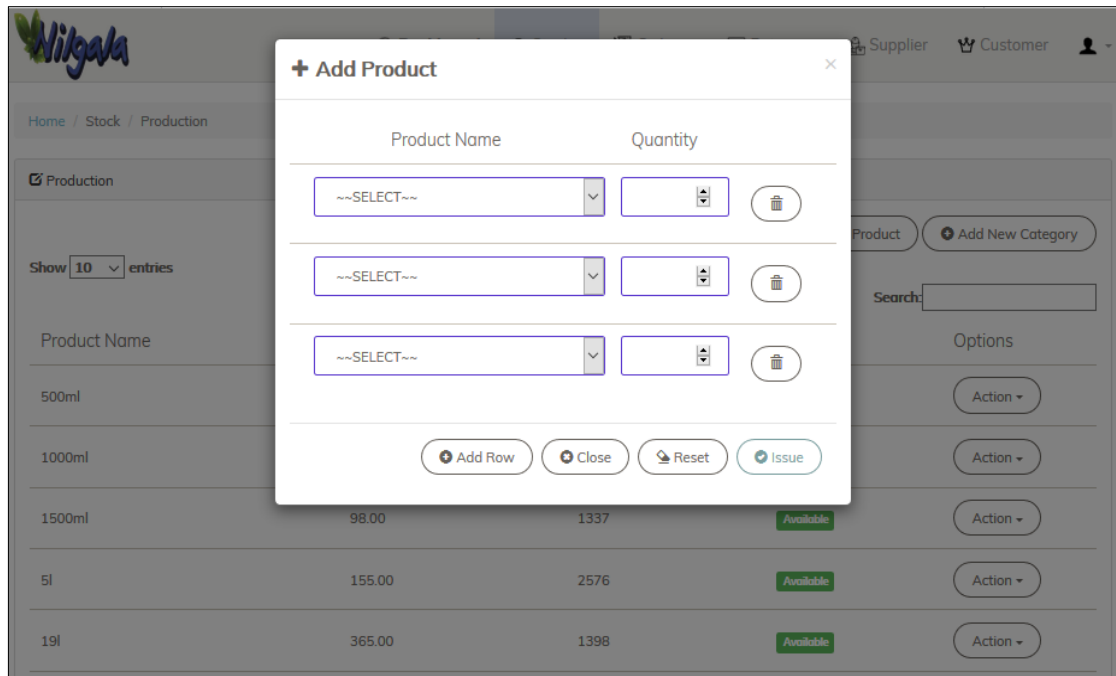 Nilgala
Supplier Customer
+ Add Product ×
Home / Stock / Production
Product Name Quantity
Production
~~SELECT~~
Product Add New Category
Show 10 entries
~~SELECT~~
Search:
Product Name Options
~~SELECT~~
500ml Action
1000ml Action
Add Row Close Reset Issue
1500ml 98.00 1337 Available Action
5l 155.00 2576 Available Action
19l 365.00 1398 Available Action